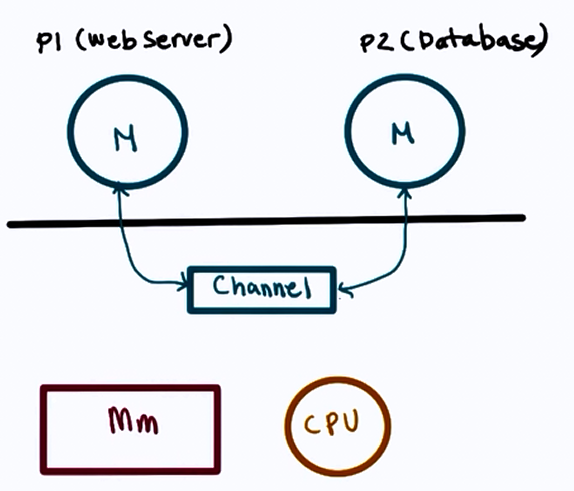 P1 (Web Server)
P2 (Database)
M
M
Channel
Mm
CPU